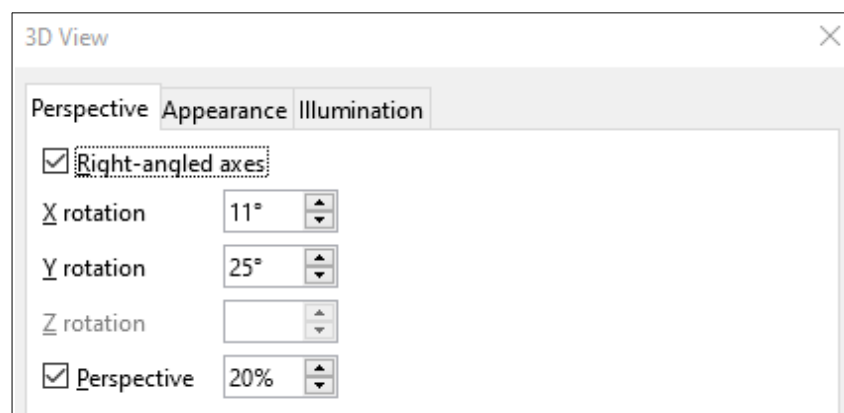 3D View
Perspective Appearance Illumination
Right-angled axes
X rotation 11°
Y rotation 25°
Z rotation
Perspective 20%